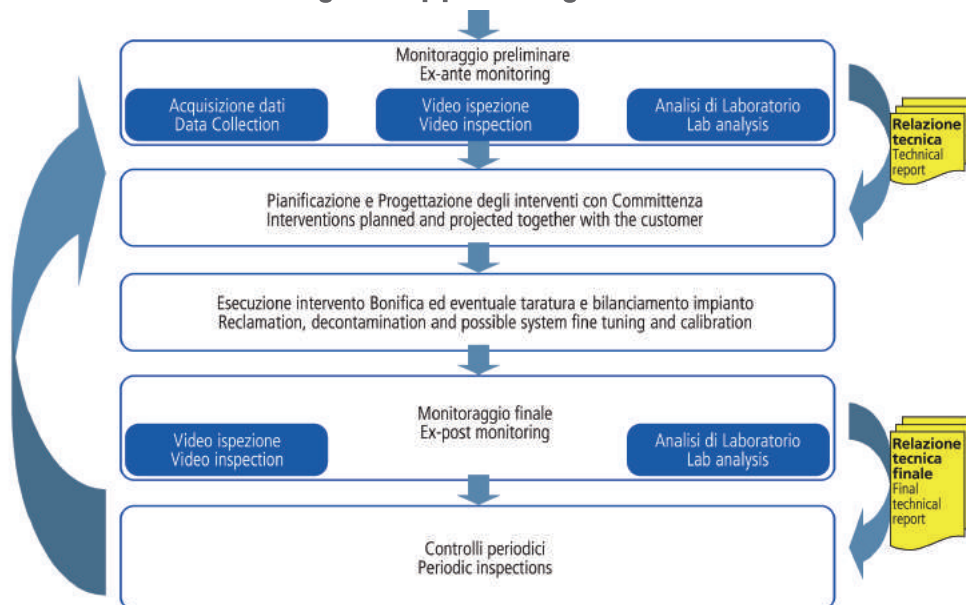 Monitoraggio preliminare
Ex-ante monitoring
Acquisizione dati
Data Collection
Video ispezione
Video inspection
Analisi di Laboratorio
Lab analysis
Relazione
tecnica
Technical
report
Pianificazione e Progettazione degli interventi con Committenza
Interventions planned and projected together with the customer
Esecuzione intervento Bonifica ed eventuale taratura e bilanciamento impianto
Reclamation, decontamination and possible system fine tuning and calibration
Monitoraggio finale
Ex-post monitoring
Video ispezione
Video inspection
Analisi di Laboratorio
Lab analysis
Relazione
tecnica
finale
Final
technical
report
Controlli periodici
Periodic inspections